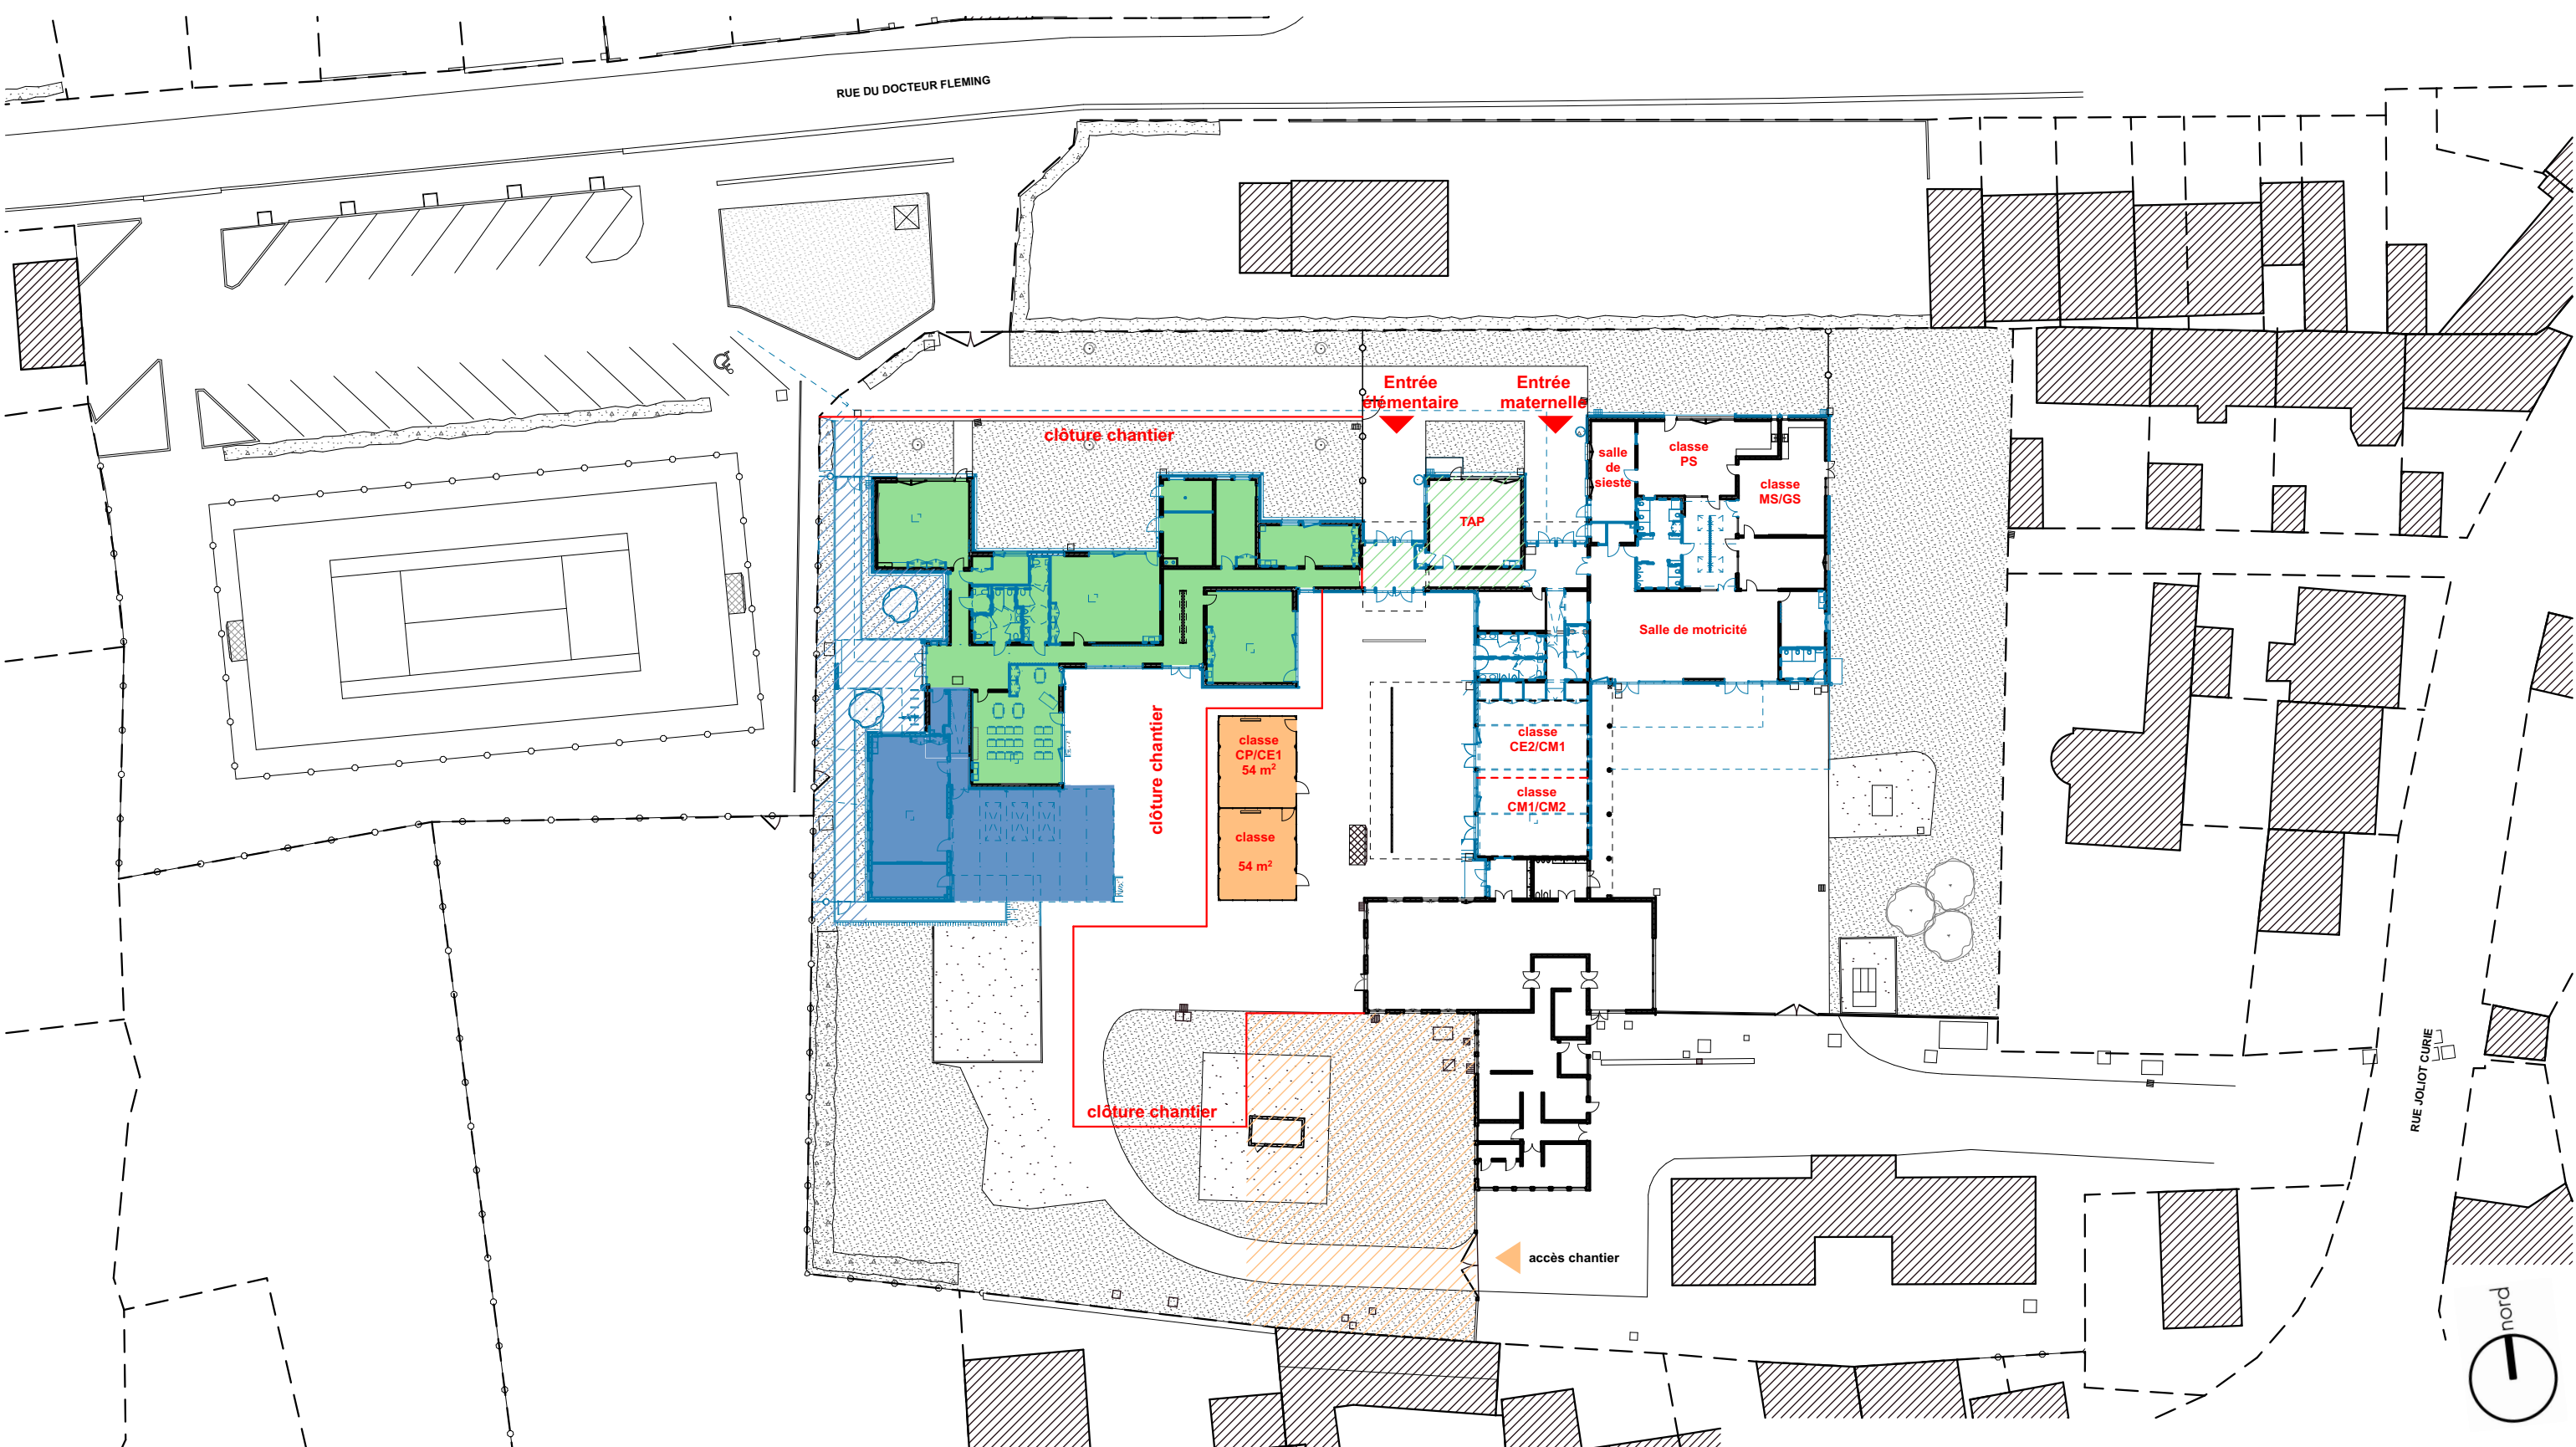 RUE DU DOCTEUR FLEMING
Entrée
élémentaire
Entrée
maternelle
clôture chantier
salle
de
sieste
classe
PS
classe
MS/GS
TAP
Salle de motricité
clôture chantier
classe
CP/CE1
54 m²
classe
54 m²
classe
CE2/CM1
classe
CM1/CM2
clôture chantier
accès chantier
RUE JOLIOT CURIE
nord